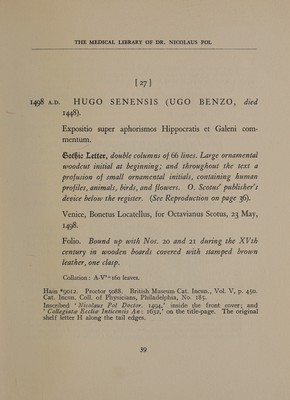 THE MEDICAL LIBRARY OF DR. NICOLAUS POL
[27]
1498 A.D. HUGO SENENSIS (UGO BENZO, died
1448).
Expositio super aphorismos Hippocratis et Galeni com-
mentum.
Gothic Letter, double columns of 66 lines. Large ornamental
woodcut initial at beginning; and throughout the text a
profusion of small ornamental initials, containing human
profiles, animals, birds, and flowers. O. Scotus' publisher's
device below the register. (See Reproduction on page 36).
Venice, Bonetus Locatellus, for Octavianus Scotus, 23 May,
1498.
Folio. Bound up with Nos. 20 and 21 during the XVth
century in wooden boards covered with stamped brown
leather, one clasp.
Collation: A-V⁸=160 leaves.
Hain *9012. Proctor 5088. British Museum Cat. Incun., Vol. V, p. 450.
Cat. Incun. Coll. of Physicians, Philadelphia, No. 185.
Inscribed 'Nicolaus Pol Doctor, 1494,' inside the front cover; and
'Collegiatæ Ecclīæ Inticensis An: 1632,' on the title-page. The original
shelf letter H along the tail edges.
39